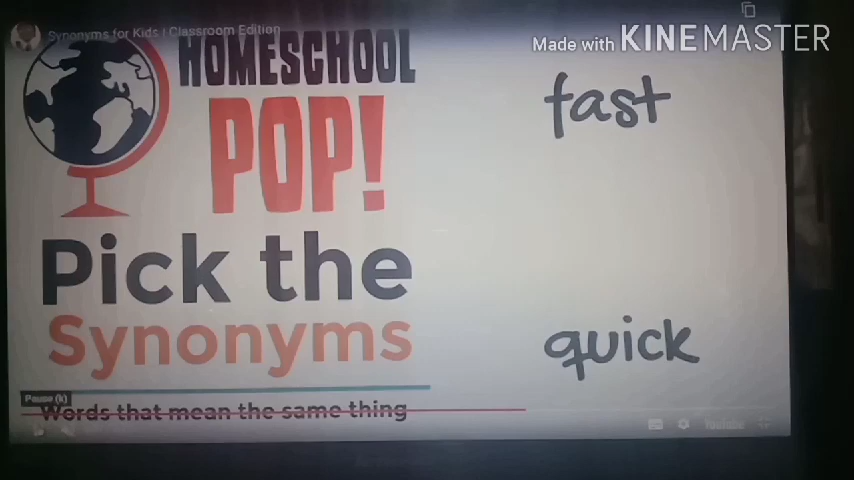 Synonyms for Kids | Classroom Edition
Made with KINEMASTER
HOMESCHOOL
POP!
fast
Pick the
Synonyms
quick
Pause (k)
Words that mean the same thing
YouTube